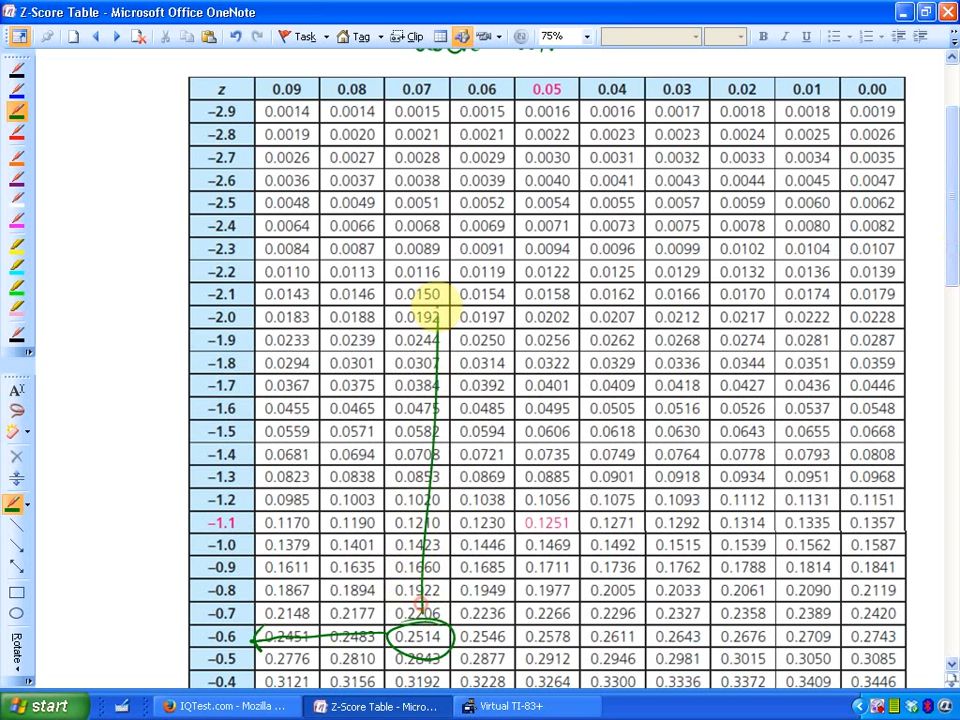 Z-Score Table - Microsoft Office OneNote
Task Tag Clip 75% B I U
z 0.09 0.08 0.07 0.06 0.05 0.04 0.03 0.02 0.01 0.00
−2.9 0.0014 0.0014 0.0015 0.0015 0.0016 0.0016 0.0017 0.0018 0.0018 0.0019
−2.8 0.0019 0.0020 0.0021 0.0021 0.0022 0.0023 0.0023 0.0024 0.0025 0.0026
−2.7 0.0026 0.0027 0.0028 0.0029 0.0030 0.0031 0.0032 0.0033 0.0034 0.0035
−2.6 0.0036 0.0037 0.0038 0.0039 0.0040 0.0041 0.0043 0.0044 0.0045 0.0047
−2.5 0.0048 0.0049 0.0051 0.0052 0.0054 0.0055 0.0057 0.0059 0.0060 0.0062
−2.4 0.0064 0.0066 0.0068 0.0069 0.0071 0.0073 0.0075 0.0078 0.0080 0.0082
−2.3 0.0084 0.0087 0.0089 0.0091 0.0094 0.0096 0.0099 0.0102 0.0104 0.0107
−2.2 0.0110 0.0113 0.0116 0.0119 0.0122 0.0125 0.0129 0.0132 0.0136 0.0139
−2.1 0.0143 0.0146 0.0150 0.0154 0.0158 0.0162 0.0166 0.0170 0.0174 0.0179
−2.0 0.0183 0.0188 0.0192 0.0197 0.0202 0.0207 0.0212 0.0217 0.0222 0.0228
−1.9 0.0233 0.0239 0.0244 0.0250 0.0256 0.0262 0.0268 0.0274 0.0281 0.0287
−1.8 0.0294 0.0301 0.0307 0.0314 0.0322 0.0329 0.0336 0.0344 0.0351 0.0359
−1.7 0.0367 0.0375 0.0384 0.0392 0.0401 0.0409 0.0418 0.0427 0.0436 0.0446
−1.6 0.0455 0.0465 0.0475 0.0485 0.0495 0.0505 0.0516 0.0526 0.0537 0.0548
−1.5 0.0559 0.0571 0.0582 0.0594 0.0606 0.0618 0.0630 0.0643 0.0655 0.0668
−1.4 0.0681 0.0694 0.0708 0.0721 0.0735 0.0749 0.0764 0.0778 0.0793 0.0808
−1.3 0.0823 0.0838 0.0853 0.0869 0.0885 0.0901 0.0918 0.0934 0.0951 0.0968
−1.2 0.0985 0.1003 0.1020 0.1038 0.1056 0.1075 0.1093 0.1112 0.1131 0.1151
−1.1 0.1170 0.1190 0.1210 0.1230 0.1251 0.1271 0.1292 0.1314 0.1335 0.1357
−1.0 0.1379 0.1401 0.1423 0.1446 0.1469 0.1492 0.1515 0.1539 0.1562 0.1587
−0.9 0.1611 0.1635 0.1660 0.1685 0.1711 0.1736 0.1762 0.1788 0.1814 0.1841
−0.8 0.1867 0.1894 0.1922 0.1949 0.1977 0.2005 0.2033 0.2061 0.2090 0.2119
−0.7 0.2148 0.2177 0.2206 0.2236 0.2266 0.2296 0.2327 0.2358 0.2389 0.2420
−0.6 0.2451 0.2483 0.2514 0.2546 0.2578 0.2611 0.2643 0.2676 0.2709 0.2743
−0.5 0.2776 0.2810 0.2843 0.2877 0.2912 0.2946 0.2981 0.3015 0.3050 0.3085
−0.4 0.3121 0.3156 0.3192 0.3228 0.3264 0.3300 0.3336 0.3372 0.3409 0.3446
Rotate
start IQTest.com - Mozilla ... Z-Score Table - Micros... Virtual TI-83+